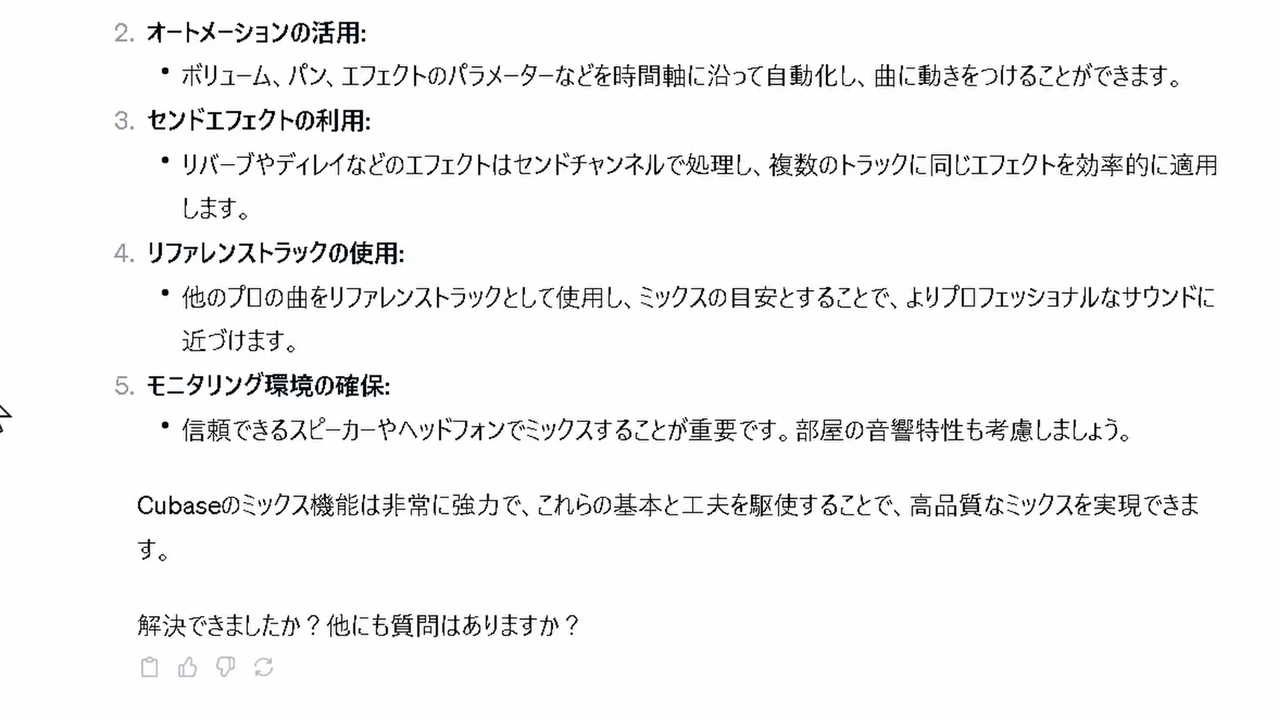 2. オートメーションの活用:
• ボリューム、パン、エフェクトのパラメーターなどを時間軸に沿って自動化し、曲に動きをつけることができます。
3. センドエフェクトの利用:
• リバーブやディレイなどのエフェクトはセンドチャンネルで処理し、複数のトラックに同じエフェクトを効率的に適用
します。
4. リファレンストラックの使用:
• 他のプロの曲をリファレンストラックとして使用し、ミックスの目安とすることで、よりプロフェッショナルなサウンドに
近づけます。
5. モニタリング環境の確保:
• 信頼できるスピーカーやヘッドフォンでミックスすることが重要です。部屋の音響特性も考慮しましょう。
Cubaseのミックス機能は非常に強力で、これらの基本と工夫を駆使することで、高品質なミックスを実現できま
す。
解決できましたか？他にも質問はありますか？